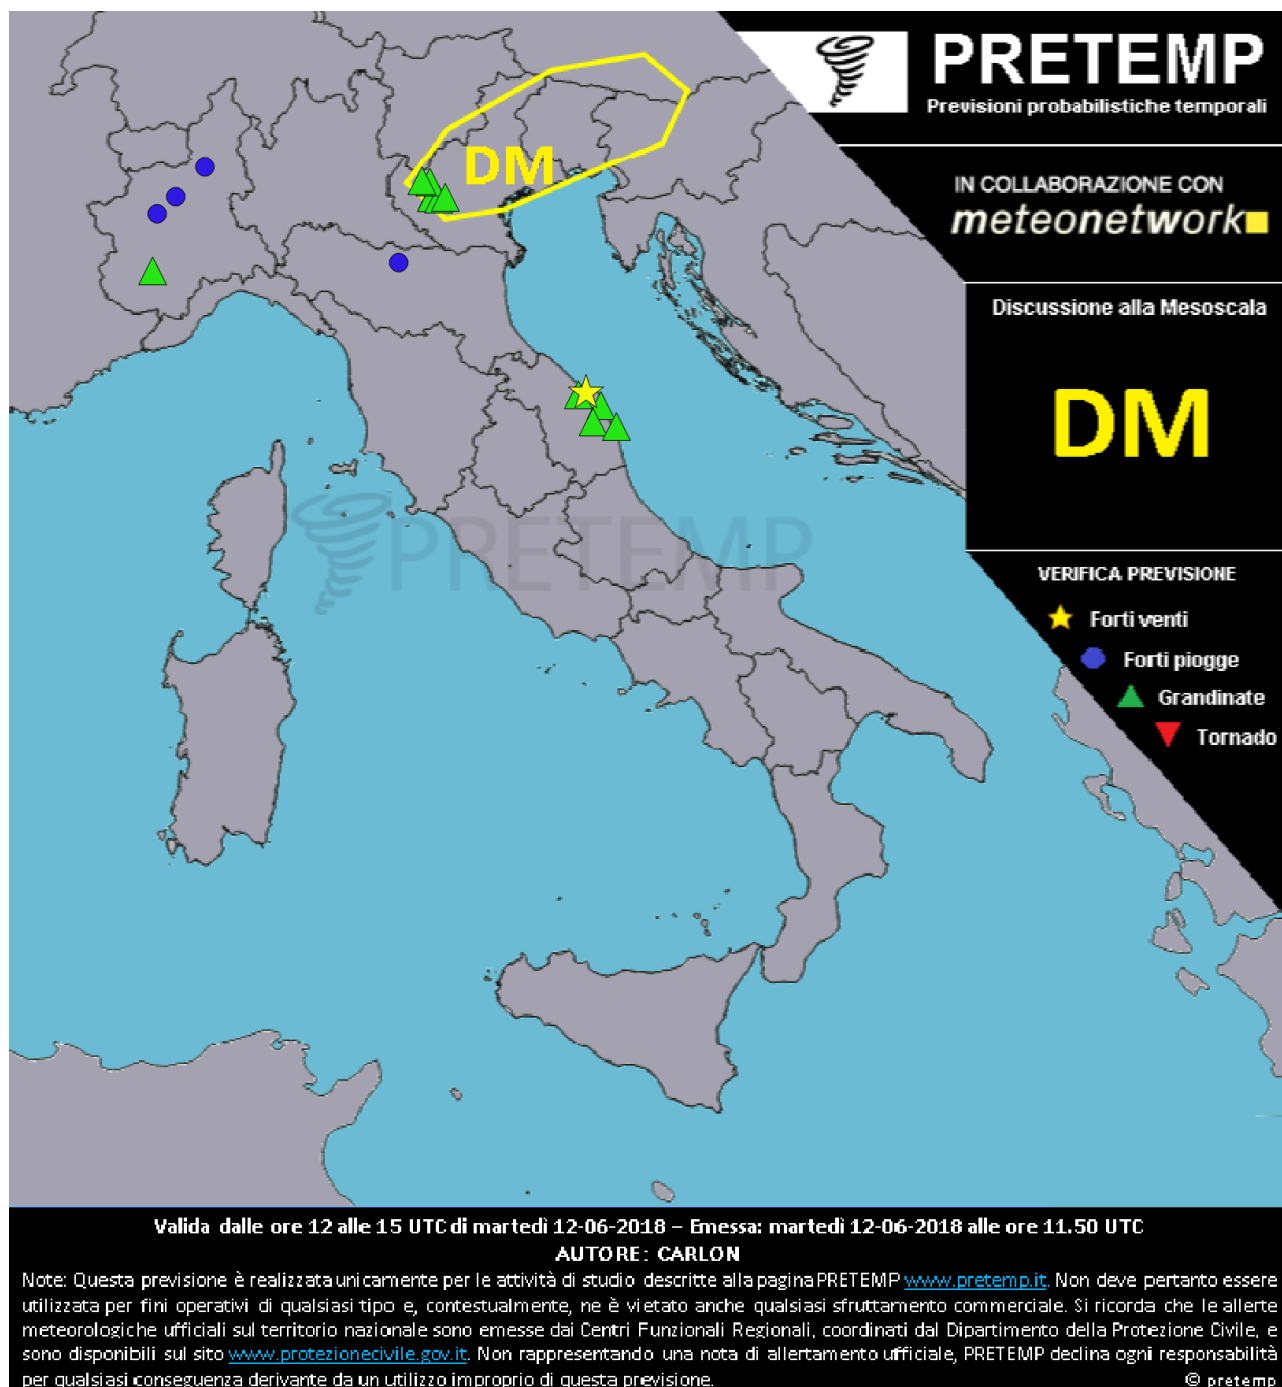 PRETEMP
Previsioni probabilistiche temporali
IN COLLABORAZIONE CON
meteonetwork
Discussione alla Mesoscala
DM
DM
PRETEMP
VERIFICA PREVISIONE
Forti venti
Forti piogge
Grandinate
Tornado
Valida dalle ore 12 alle 15 UTC di martedì 12-06-2018 – Emessa: martedì 12-06-2018 alle ore 11.50 UTC
AUTORE: CARLON
Note: Questa previsione è realizzata unicamente per le attività di studio descritte alla pagina PRETEMP www.pretemp.it. Non deve pertanto essere
utilizzata per fini operativi di qualsiasi tipo e, contestualmente, ne è vietato anche qualsiasi sfruttamento commerciale. Si ricorda che le allerte
meteorologiche ufficiali sul territorio nazionale sono emesse dai Centri Funzionali Regionali, coordinati dal Dipartimento della Protezione Civile, e
sono disponibili sul sito www.protezionecivile.gov.it. Non rappresentando una nota di allertamento ufficiale, PRETEMP declina ogni responsabilità
per qualsiasi conseguenza derivante da un utilizzo improprio di questa previsione.
© pretemp